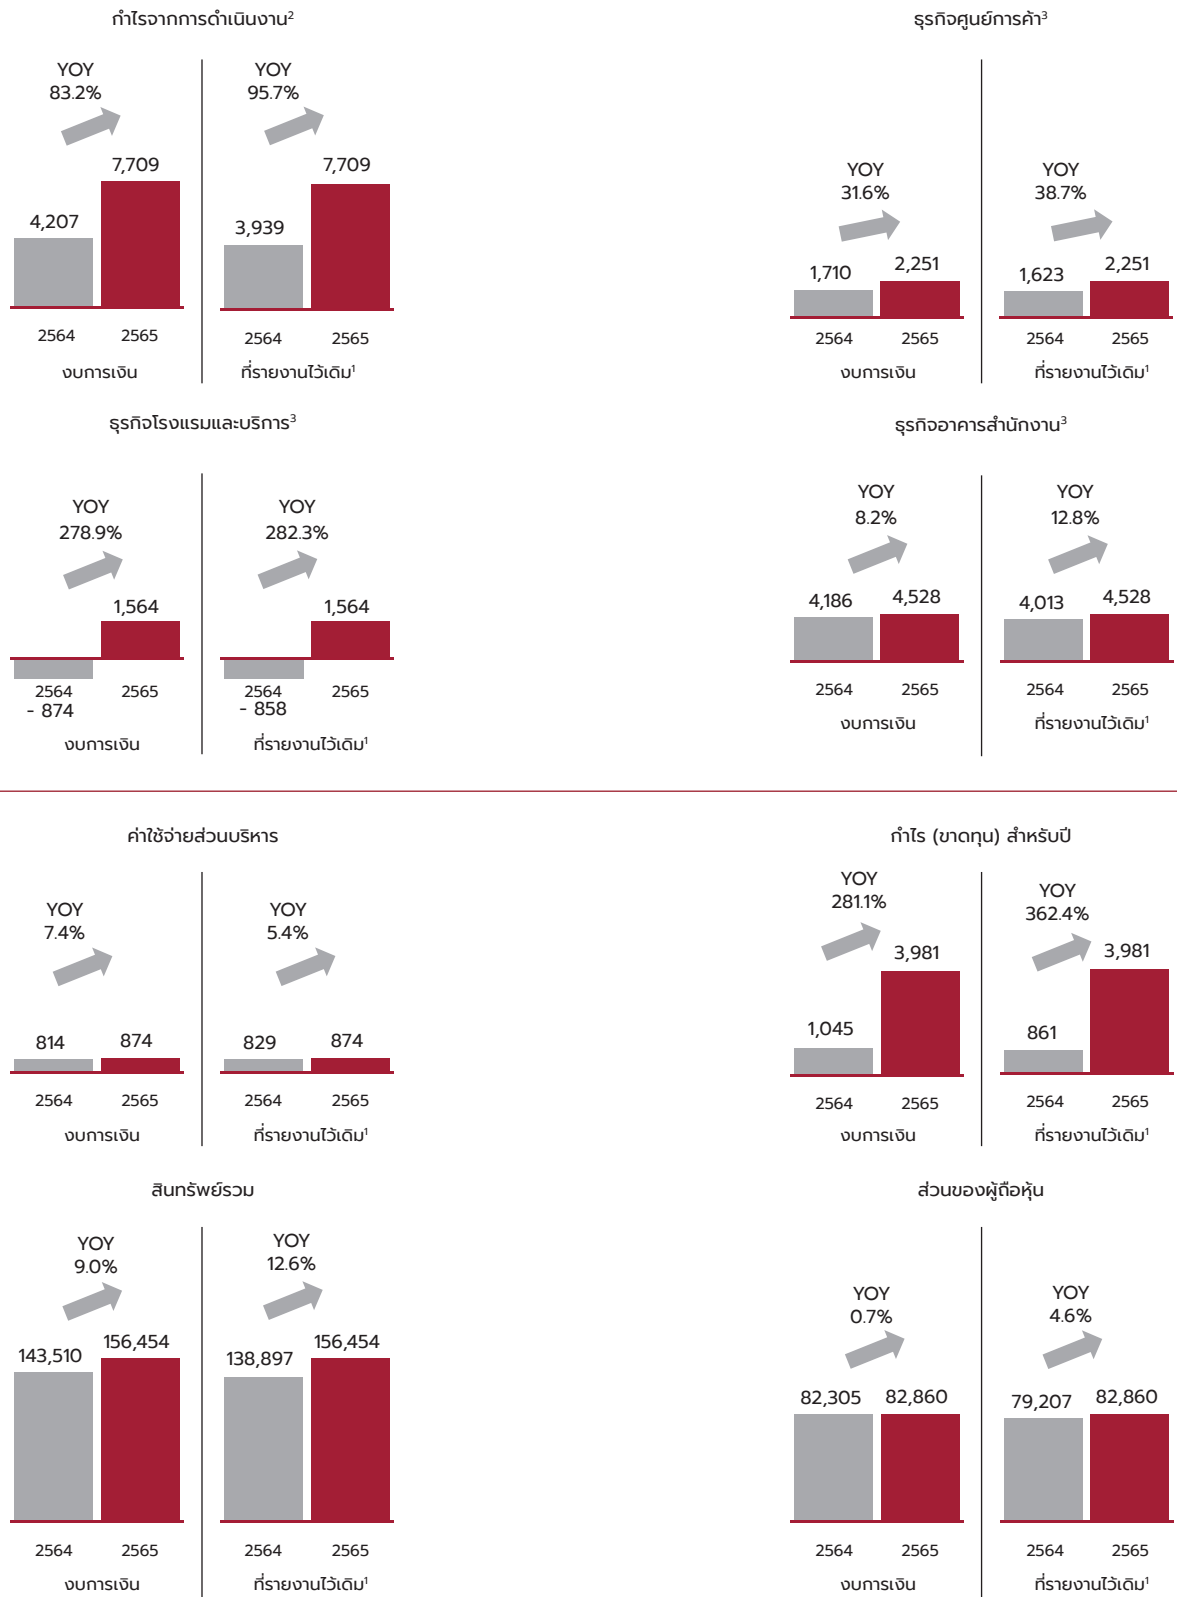 กำไรจากการดำเนินงาน²
YOY
83.2%
4,207
7,709
2564
2565
งบการเงิน
YOY
95.7%
3,939
7,709
2564
2565
ที่รายงานไว้เดิม¹
ธุรกิจศูนย์การค้า³
YOY
31.6%
1,710
2,251
2564
2565
งบการเงิน
YOY
38.7%
1,623
2,251
2564
2565
ที่รายงานไว้เดิม¹
ธุรกิจโรงแรมและบริการ³
YOY
278.9%
1,564
2564
2565
- 874
งบการเงิน
YOY
282.3%
1,564
2564
2565
- 858
ที่รายงานไว้เดิม¹
ธุรกิจอาคารสำนักงาน³
YOY
8.2%
4,186
4,528
2564
2565
งบการเงิน
YOY
12.8%
4,013
4,528
2564
2565
ที่รายงานไว้เดิม¹
ค่าใช้จ่ายส่วนบริหาร
YOY
7.4%
814
874
2564
2565
งบการเงิน
YOY
5.4%
829
874
2564
2565
ที่รายงานไว้เดิม¹
กำไร (ขาดทุน) สำหรับปี
YOY
281.1%
1,045
3,981
2564
2565
งบการเงิน
YOY
362.4%
861
3,981
2564
2565
ที่รายงานไว้เดิม¹
สินทรัพย์รวม
YOY
9.0%
143,510
156,454
2564
2565
งบการเงิน
YOY
12.6%
138,897
156,454
2564
2565
ที่รายงานไว้เดิม¹
ส่วนของผู้ถือหุ้น
YOY
0.7%
82,305
82,860
2564
2565
งบการเงิน
YOY
4.6%
79,207
82,860
2564
2565
ที่รายงานไว้เดิม¹